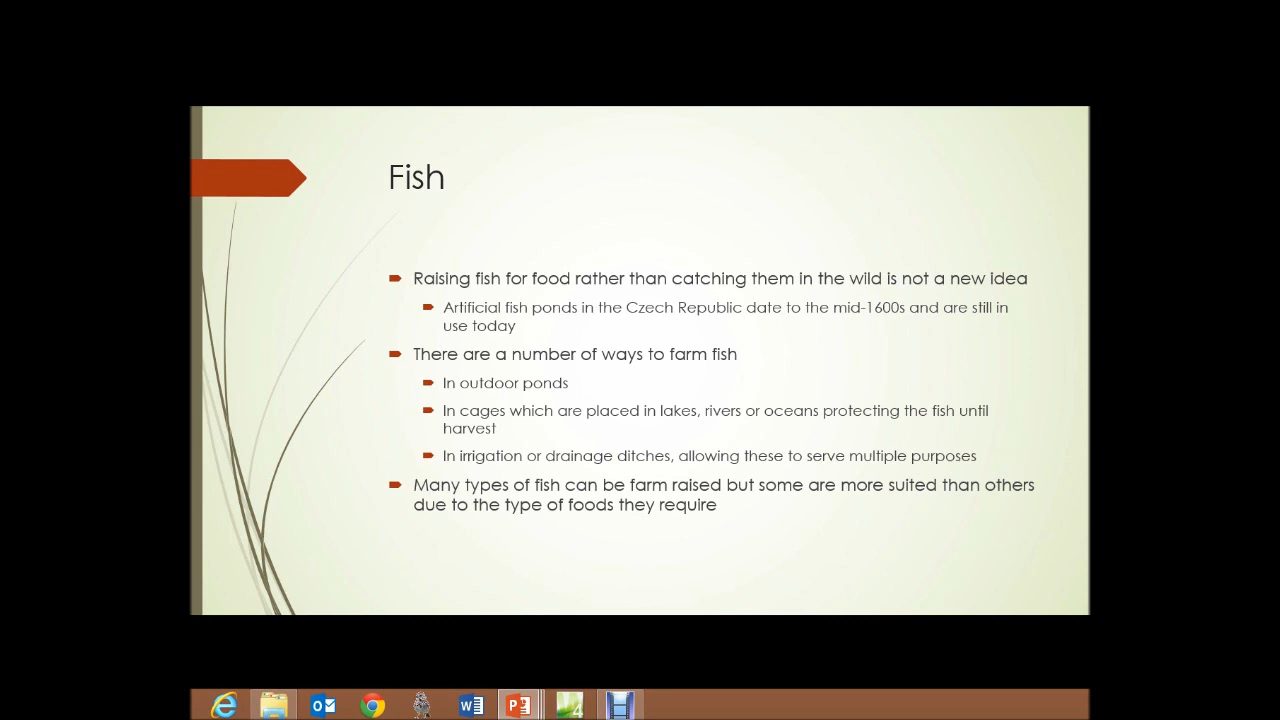 Fish
Raising fish for food rather than catching them in the wild is not a new idea
Artificial fish ponds in the Czech Republic date to the mid-1600s and are still in
use today
There are a number of ways to farm fish
In outdoor ponds
In cages which are placed in lakes, rivers or oceans protecting the fish until
harvest
In irrigation or drainage ditches, allowing these to serve multiple purposes
Many types of fish can be farm raised but some are more suited than others
due to the type of foods they require